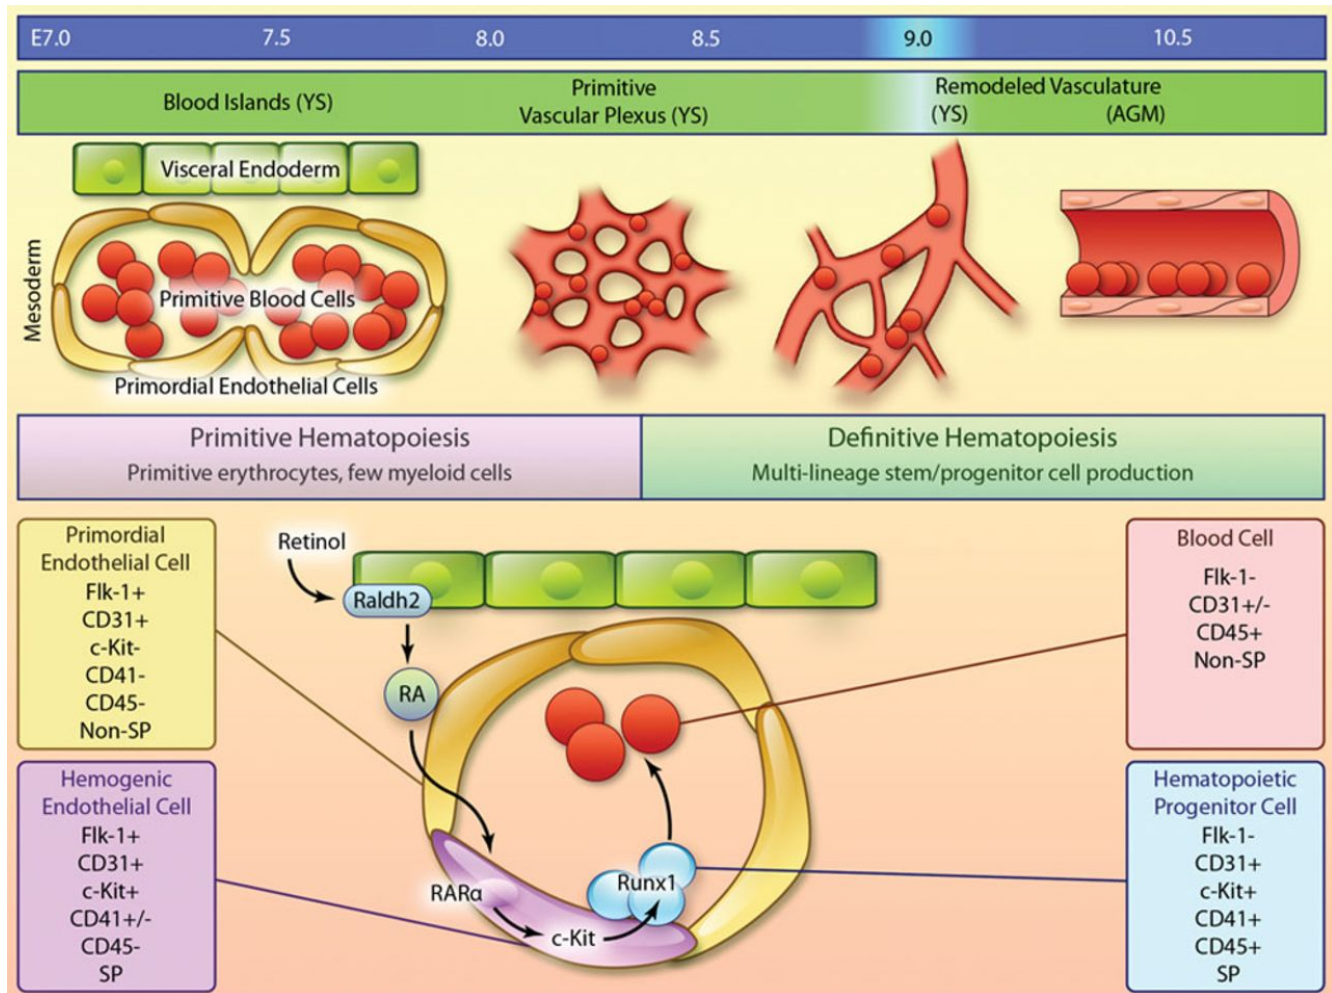 E7.0 7.5 8.0 8.5 9.0 10.5
Blood Islands (YS)
Primitive
Vascular Plexus (YS)
Remodeled Vasculature
(YS) (AGM)
Visceral Endoderm
Mesoderm
Primitive Blood Cells
Primordial Endothelial Cells
Primitive Hematopoiesis
Primitive erythrocytes, few myeloid cells
Definitive Hematopoiesis
Multi-lineage stem/progenitor cell production
Primordial
Endothelial Cell
Flk-1+
CD31+
c-Kit-
CD41-
CD45-
Non-SP
Hemogenic
Endothelial Cell
Flk-1+
CD31+
c-Kit+
CD41+/-
CD45-
SP
Retinol
Raldh2
RA
RARα
c-Kit
Runx1
Blood Cell
Flk-1-
CD31+/-
CD45+
Non-SP
Hematopoietic
Progenitor Cell
Flk-1-
CD31+
c-Kit+
CD41+
CD45+
SP